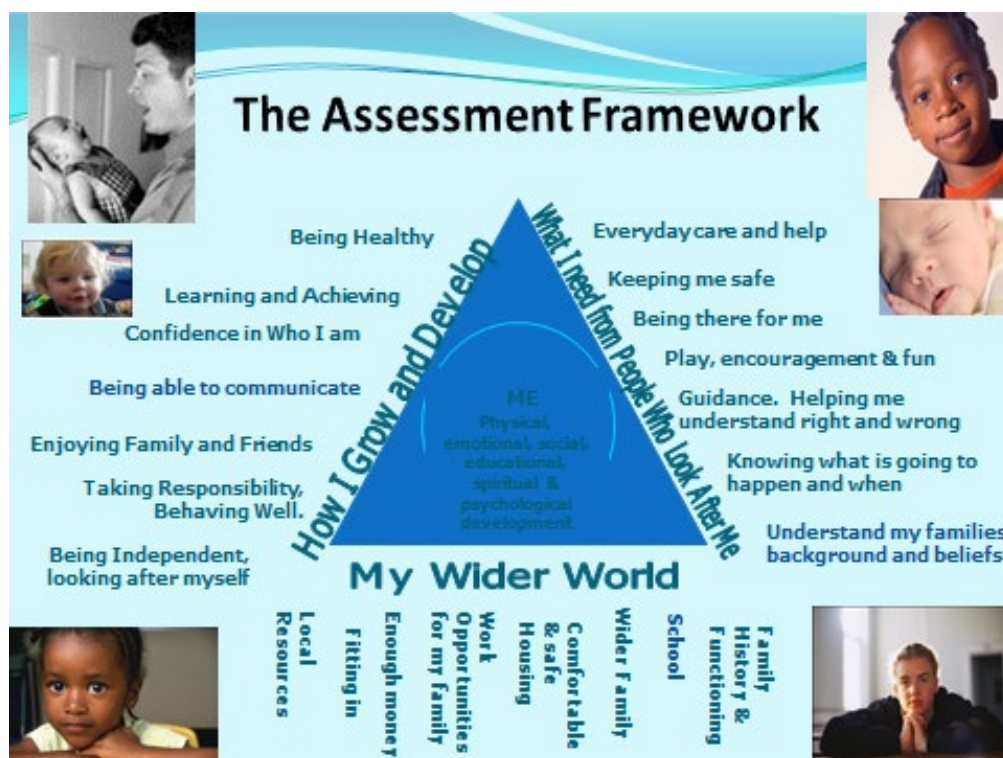 The Assessment Framework
Being Healthy
Learning and Achieving
Confidence in Who I am
Being able to communicate
Enjoying Family and Friends
Taking Responsibility,
Behaving Well.
Being Independent,
looking after myself
How I Grow and Develop
ME
Physical,
emotional, social,
educational,
spiritual &
psychological
development
What I need from People Who Look After Me
Everyday care and help
Keeping me safe
Being there for me
Play, encouragement & fun
Guidance. Helping me
understand right and wrong
Knowing what is going to
happen and when
Understand my families
background and beliefs
My Wider World
Local
Resources
Fitting in
Enough money
Work
Opportunities
for my family
Comfortable
& safe
Housing
Wider Family
School
Family
History &
Functioning